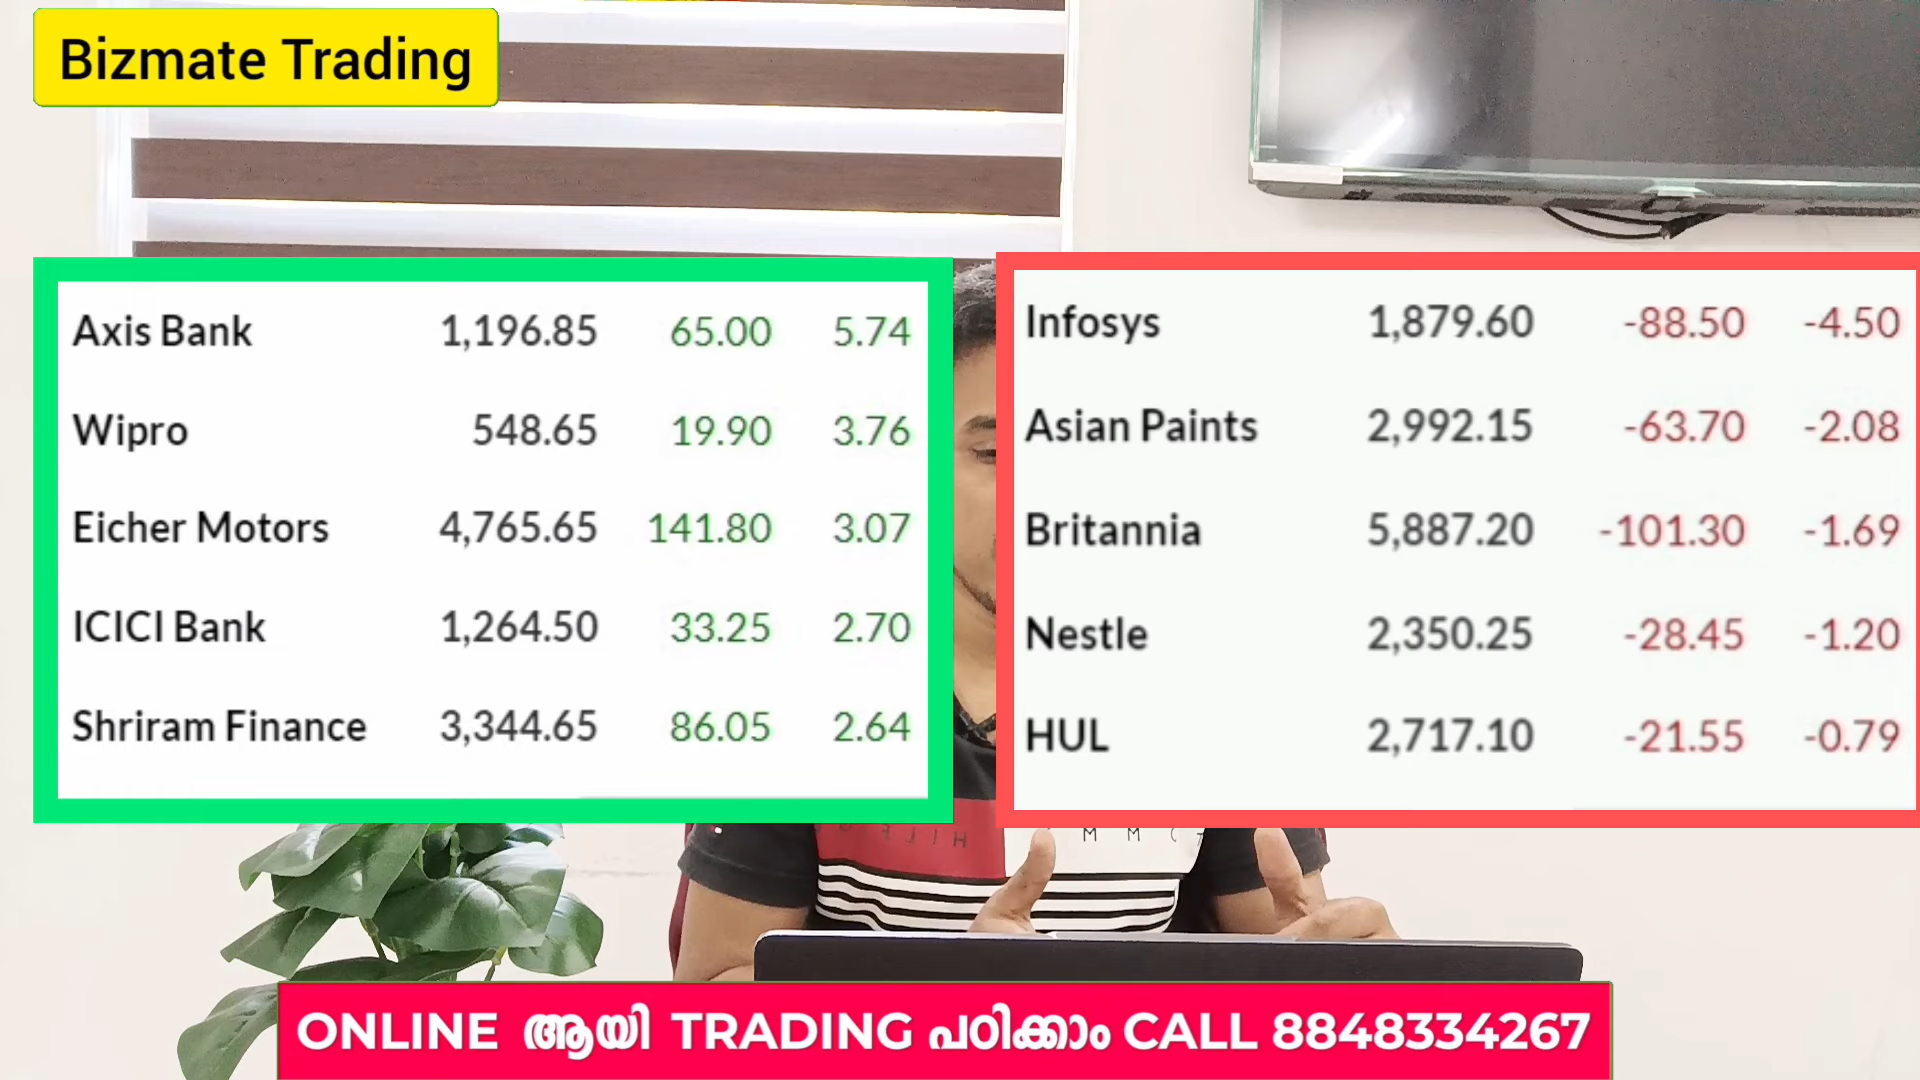 Bizmate Trading
Axis Bank 1,196.85 65.00 5.74
Wipro 548.65 19.90 3.76
Eicher Motors 4,765.65 141.80 3.07
ICICI Bank 1,264.50 33.25 2.70
Shriram Finance 3,344.65 86.05 2.64
Infosys 1,879.60 -88.50 -4.50
Asian Paints 2,992.15 -63.70 -2.08
Britannia 5,887.20 -101.30 -1.69
Nestle 2,350.25 -28.45 -1.20
HUL 2,717.10 -21.55 -0.79
ONLINE ആയി TRADING പഠിക്കാം CALL 8848334267